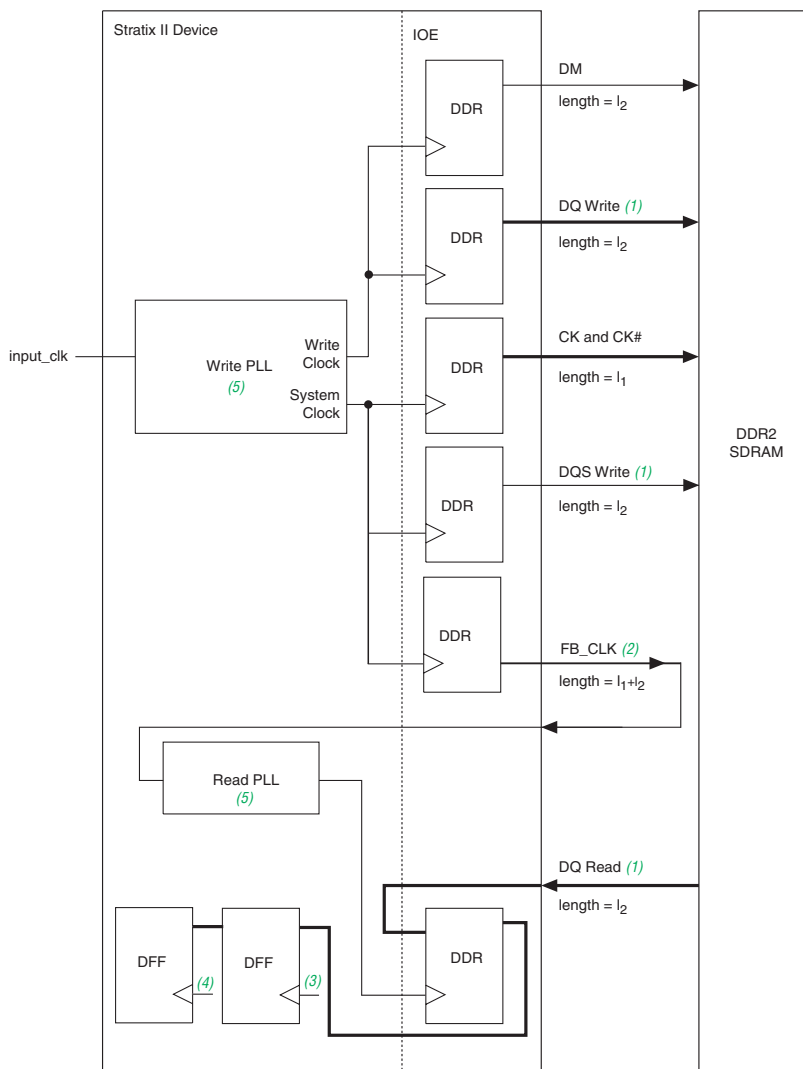 Stratix II Device
IOE
DM
DDR
length = l2
DQ Write (1)
DDR
length = l2
CK and CK#
input_clk
Write PLL
(5)
Write
Clock
System
Clock
DDR
length = l1
DDR2
SDRAM
DQS Write (1)
DDR
length = l2
DDR
FB_CLK (2)
length = l1+l2
Read PLL
(5)
DQ Read (1)
length = l2
DFF
(4)
DFF
(3)
DDR